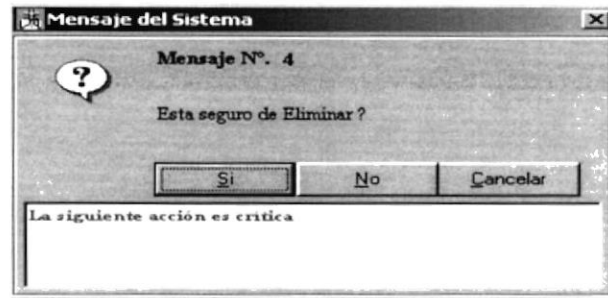 Mensaje del Sistema
Mensaje Nº. 4
Esta seguro de Eliminar ?
Si
No
Cancelar
La siguiente acción es crítica